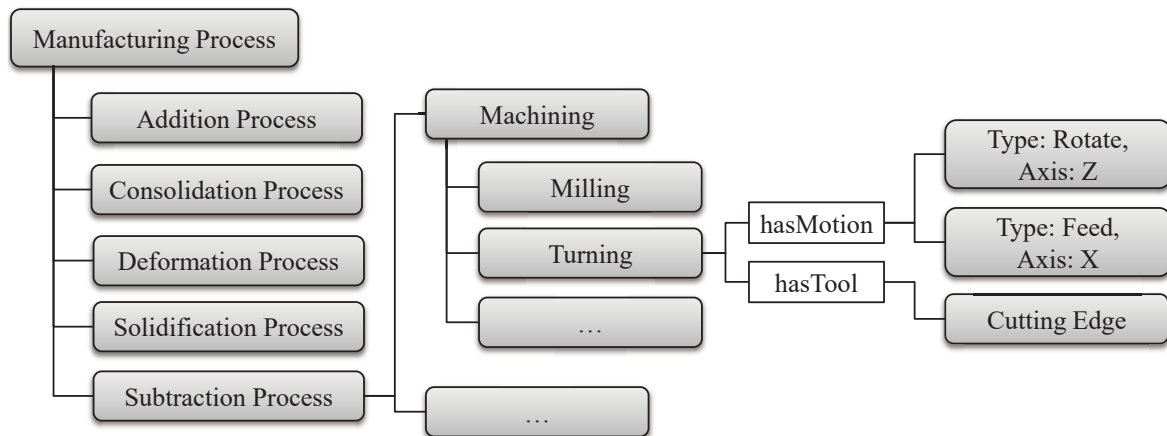 Manufacturing Process
Addition Process
Consolidation Process
Deformation Process
Solidification Process
Subtraction Process
Machining
Milling
Turning
…
…
hasMotion
hasTool
Type: Rotate,
Axis: Z
Type: Feed,
Axis: X
Cutting Edge